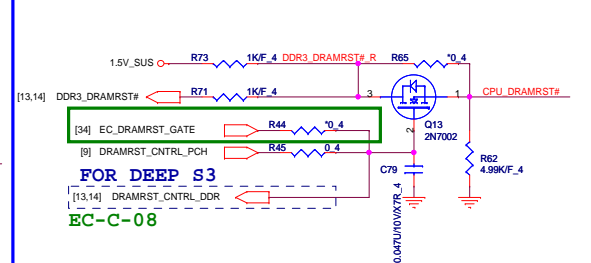 1.5V_SUS R73 1K/F_4 DDR3_DRAMRST#_R R65 *0_4
[13,14] DDR3_DRAMRST# R71 1K/F_4 3 1 CPU_DRAMRST#
[34] EC_DRAMRST_GATE R44 *0_4 2 Q13
2N7002
[9] DRAMRST_CNTRL_PCH R45 0_4
R62
4.99K/F_4
FOR DEEP S3 C79
[13,14] DRAMRST_CNTRL_DDR
EC-C-08
0.047U/10V/X7R_4